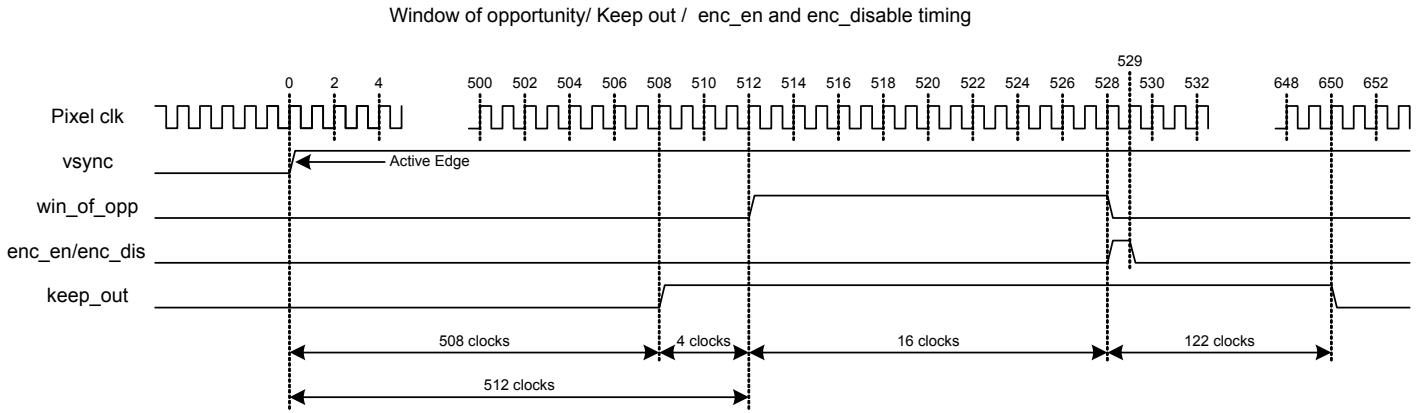 Window of opportunity/ Keep out / enc_en and enc_disable timing
529
0 2 4 500 502 504 506 508 510 512 514 516 518 520 522 524 526 528 530 532 648 650 652
Pixel clk
vsync
Active Edge
win_of_opp
enc_en/enc_dis
keep_out
508 clocks 4 clocks 16 clocks 122 clocks
512 clocks